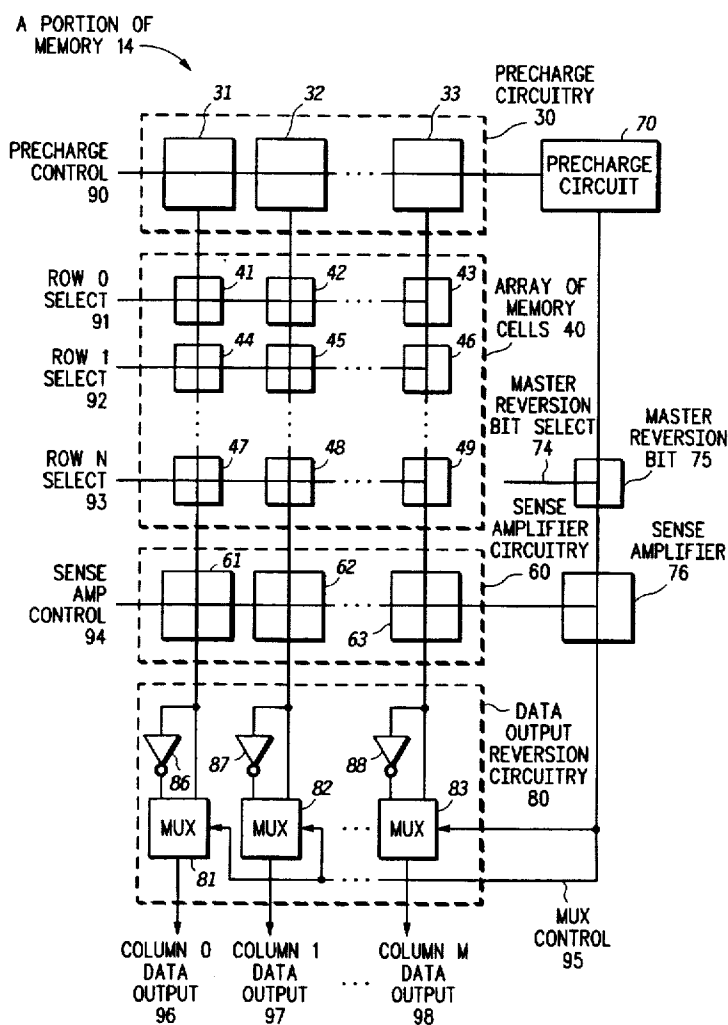 A PORTION OF
MEMORY 14
31
32
33
PRECHARGE
CIRCUITRY
30
70
PRECHARGE
CONTROL
90
PRECHARGE
CIRCUIT
ROW 0
SELECT
91
41
42
43
ARRAY OF
MEMORY
CELLS 40
ROW 1
SELECT
92
44
45
46
MASTER
REVERSION
BIT SELECT
74
MASTER
REVERSION
BIT 75
ROW N
SELECT
93
47
48
49
SENSE
AMPLIFIER
CIRCUITRY
60
SENSE
AMPLIFIER
76
SENSE
AMP
CONTROL
94
61
62
63
DATA
OUTPUT
REVERSION
CIRCUITRY
80
86
87
88
82
83
MUX
MUX
MUX
81
MUX
CONTROL
95
COLUMN 0
DATA
OUTPUT
96
COLUMN 1
DATA
OUTPUT
97
...
COLUMN M
DATA
OUTPUT
98